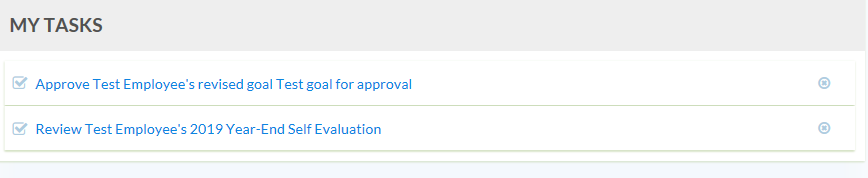 MY TASKS
Approve Test Employee's revised goal Test goal for approval
Review Test Employee's 2019 Year-End Self Evaluation